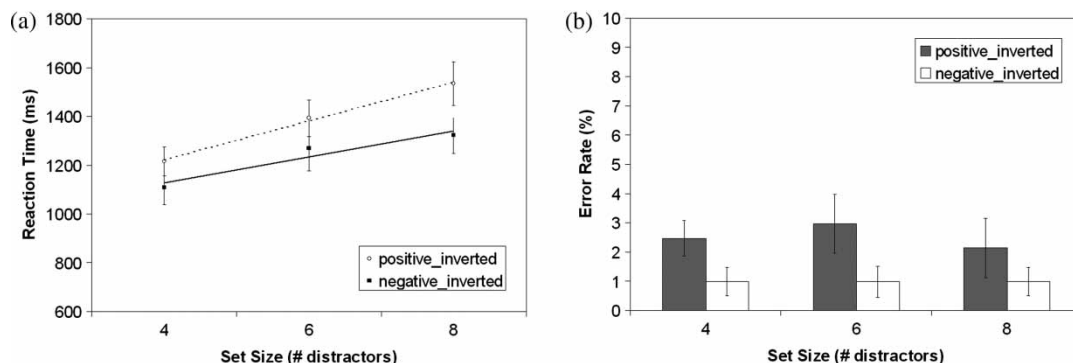 (a)
1800
1600
1400
1200
1000
800
600
Reaction Time (ms)
positive_inverted
negative_inverted
4 6 8
Set Size (# distractors)
(b)
10
9
8
7
6
5
4
3
2
1
0
Error Rate (%)
positive_inverted
negative_inverted
4 6 8
Set Size (# distractors)